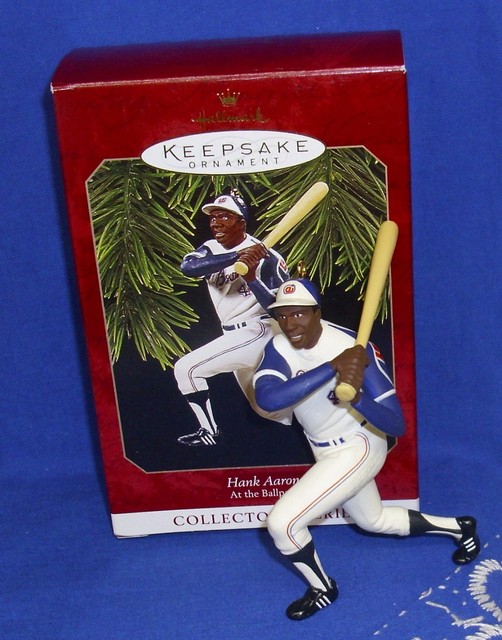 Hallmark
KEEPSAKE
ORNAMENT
Hank Aaron
At the Ballp
COLLECTO